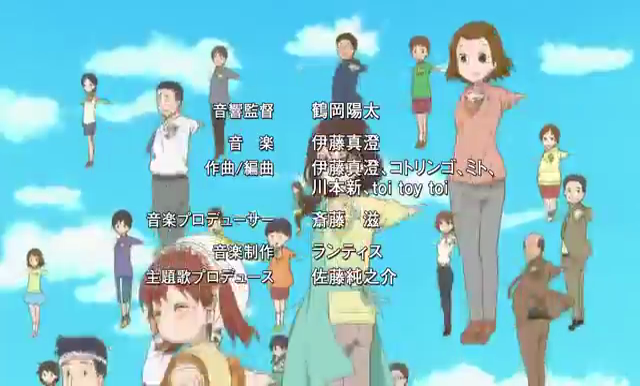 音響監督 鶴岡陽太
音 楽 伊藤真澄
作曲/編曲 伊藤真澄、コトリンゴ、ミト、
川本新、toi toy toi
音楽プロデューサー 斎藤 滋
音楽制作 ランティス
主題歌プロデュース 佐藤純之介